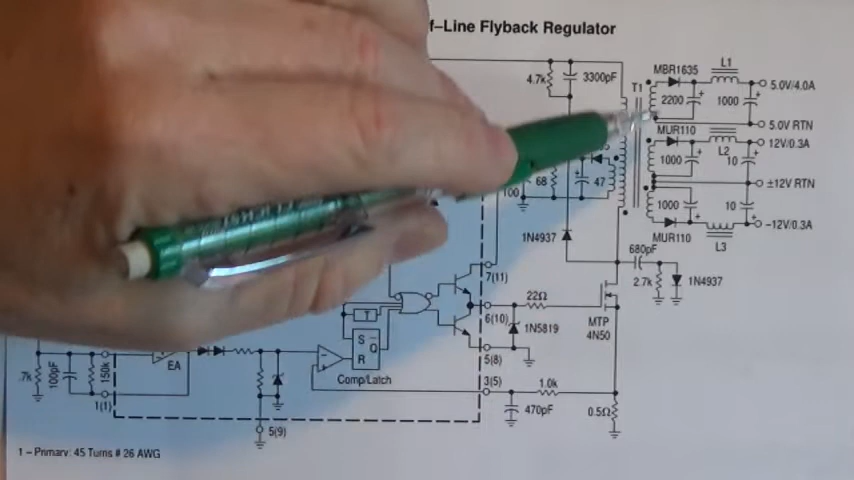 f–Line Flyback Regulator
4.7k
3300pF
T1
MBR1635
L1
5.0V/4.0A
2200
1000
5.0V RTN
MUR110
12V/0.3A
1000
L2
10
±12V RTN
1000
10
–12V/0.3A
MUR110
L3
100
68
47
1N4937
680pF
2.7k
1N4937
7(11)
22Ω
6(10)
1N5819
MTP
4N50
5(8)
T
S
Q
R
Comp/Latch
EA
.7k
100pF
150k
1(1)
3(5)
1.0k
470pF
0.5Ω
5(9)
1 – Primary: 45 Turns # 26 AWG